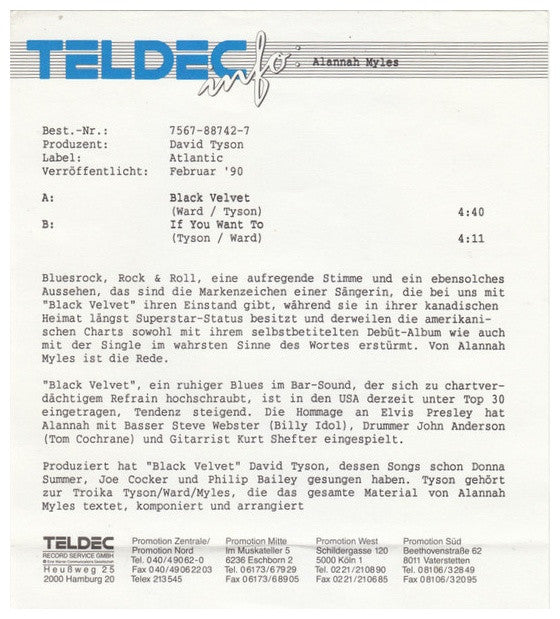 TELDEC info: Alannah Myles
Best.-Nr.: 7567-88742-7
Produzent: David Tyson
Label: Atlantic
Verröffentlicht: Februar '90
A: Black Velvet
(Ward / Tyson) 4:40
B: If You Want To
(Tyson / Ward) 4:11
Bluesrock, Rock & Roll, eine aufregende Stimme und ein ebensolches
Aussehen, das sind die Markenzeichen einer Sängerin, die bei uns mit
"Black Velvet" ihren Einstand gibt, während sie in ihrer kanadischen
Heimat längst Superstar-Status besitzt und derweilen die amerikani-
schen Charts sowohl mit ihrem selbstbetitelten Debüt-Album wie auch
mit der Single im wahrsten Sinne des Wortes erstürmt. Von Alannah
Myles ist die Rede.
"Black Velvet", ein ruhiger Blues im Bar-Sound, der sich zu chartver-
dächtigem Refrain hochschraubt, ist in den USA derzeit unter Top 30
eingetragen, Tendenz steigend. Die Hommage an Elvis Presley hat
Alannah mit Basser Steve Webster (Billy Idol), Drummer John Anderson
(Tom Cochrane) und Gitarrist Kurt Shefter eingespielt.
Produziert hat "Black Velvet" David Tyson, dessen Songs schon Donna
Summer, Joe Cocker und Philip Bailey gesungen haben. Tyson gehört
zur Troika Tyson/Ward/Myles, die das gesamte Material von Alannah
Myles textet, komponiert und arrangiert
TELDEC
RECORD SERVICE GMBH
Eine Warner Communications Gesellschaft
Heußweg 25
2000 Hamburg 20
Promotion Zentrale/
Promotion Nord
Tel. 040/49062-0
Fax 040/49062203
Telex 213545
Promotion Mitte
Im Muskateller 5
6236 Eschborn 2
Tel. 06173/67929
Fax 06173/68905
Promotion West
Schildergasse 120
5000 Köln 1
Tel. 0221/210890
Fax 0221/210685
Promotion Süd
Beethovenstraße 62
8011 Vaterstetten
Tel. 08106/32848
Fax 08106/32095